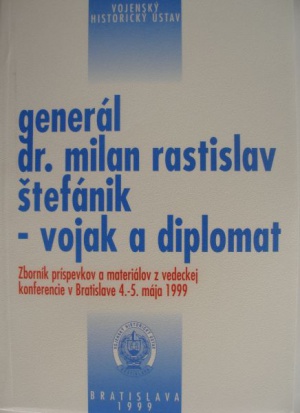 VOJENSKÝ
HISTORICKÝ ÚSTAV
generál
dr. milan rastislav
štefánik
- vojak a diplomat
Zborník príspevkov a materiálov z vedeckej
konferencie v Bratislave 4.-5. mája 1999
BRATISLAVA
1999